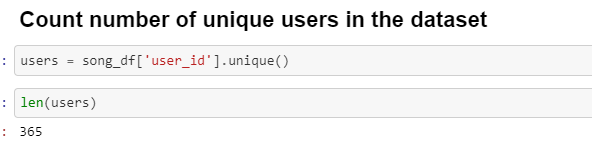 Count number of unique users in the dataset
: users = song_df['user_id'].unique()
: len(users)
: 365